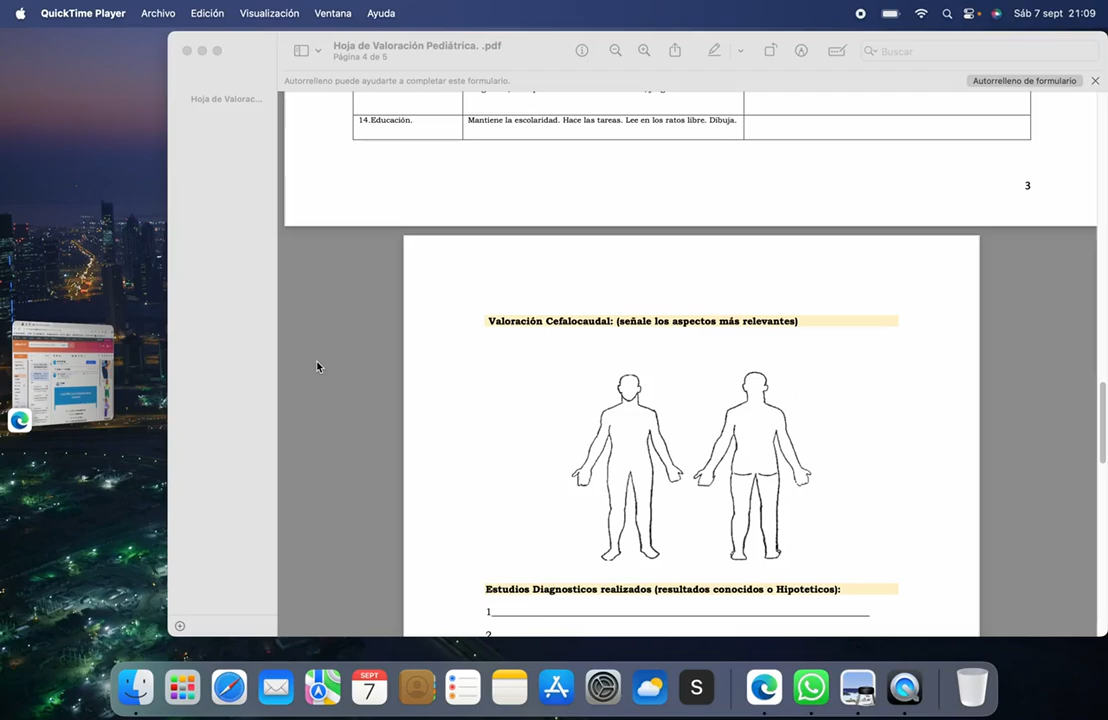 QuickTime Player Archivo Edición Visualización Ventana Ayuda Sáb 7 sept 21:09
Hoja de Valoración Pediátrica. .pdf
Página 4 de 5
Buscar
Autorrelleno puede ayudarte a completar este formulario. Autorrelleno de formulario
Hoja de Valorac...
14.Educación. Mantiene la escolaridad. Hace las tareas. Lee en los ratos libre. Dibuja.
3
Valoración Cefalocaudal: (señale los aspectos más relevantes)
Estudios Diagnosticos realizados (resultados conocidos o Hipoteticos):
1
2
SEPT
7
S